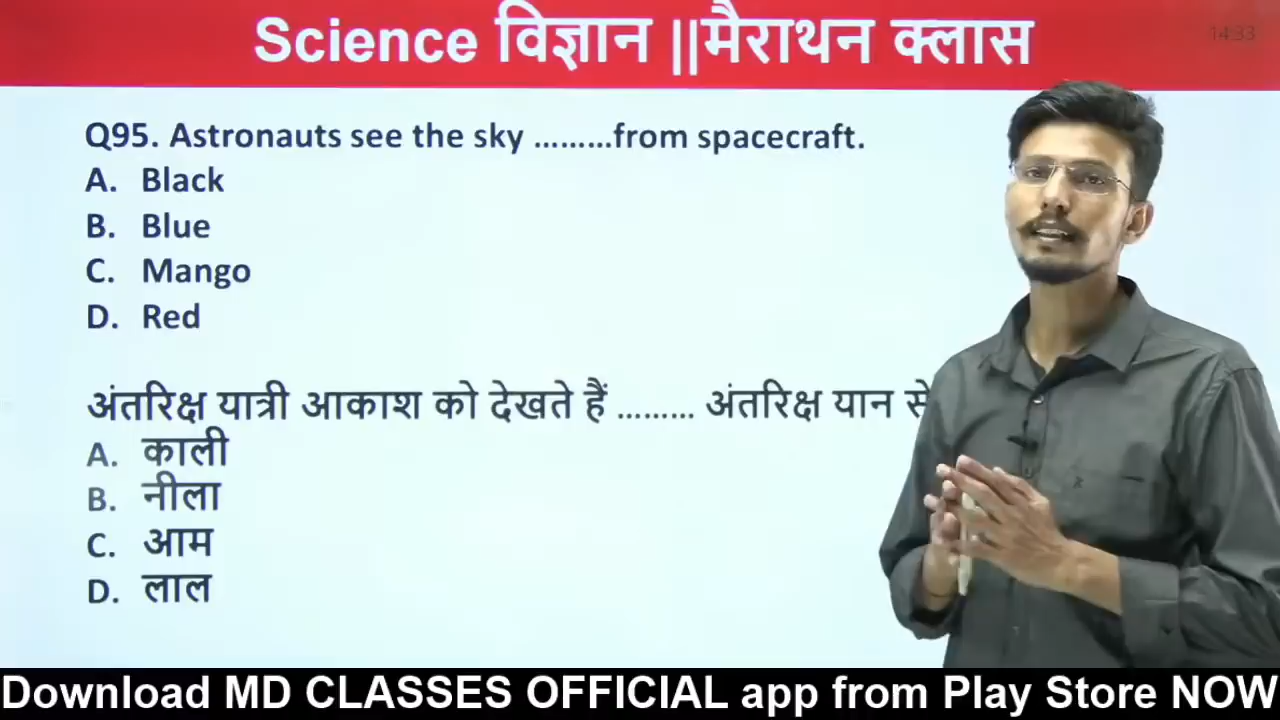 Science विज्ञान ||मैराथन क्लास
14:33
Q95. Astronauts see the sky .........from spacecraft.
A. Black
B. Blue
C. Mango
D. Red
अंतरिक्ष यात्री आकाश को देखते हैं ......... अंतरिक्ष यान से
A. काली
B. नीला
C. आम
D. लाल
Download MD CLASSES OFFICIAL app from Play Store NOW